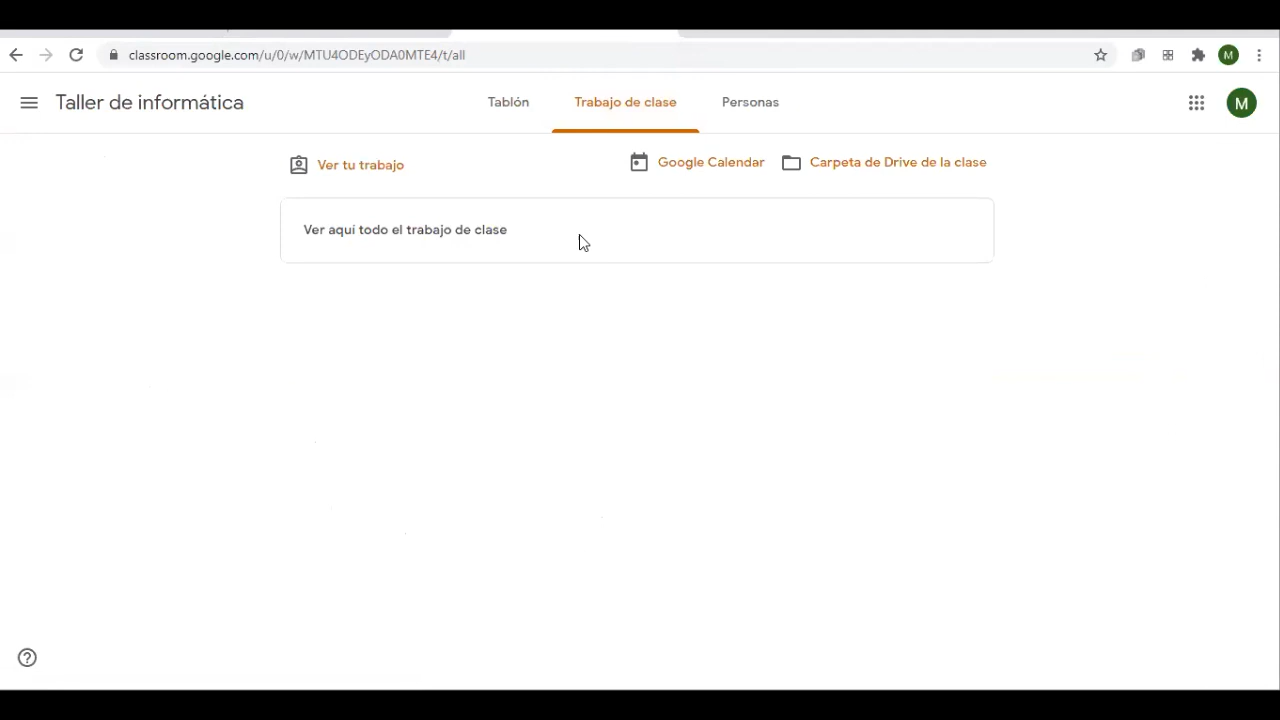 classroom.google.com/u/0/w/MTU4ODEyODA0MTE4/t/all
M
Taller de informática
Tablón
Trabajo de clase
Personas
M
Ver tu trabajo
Google Calendar
Carpeta de Drive de la clase
Ver aquí todo el trabajo de clase
?